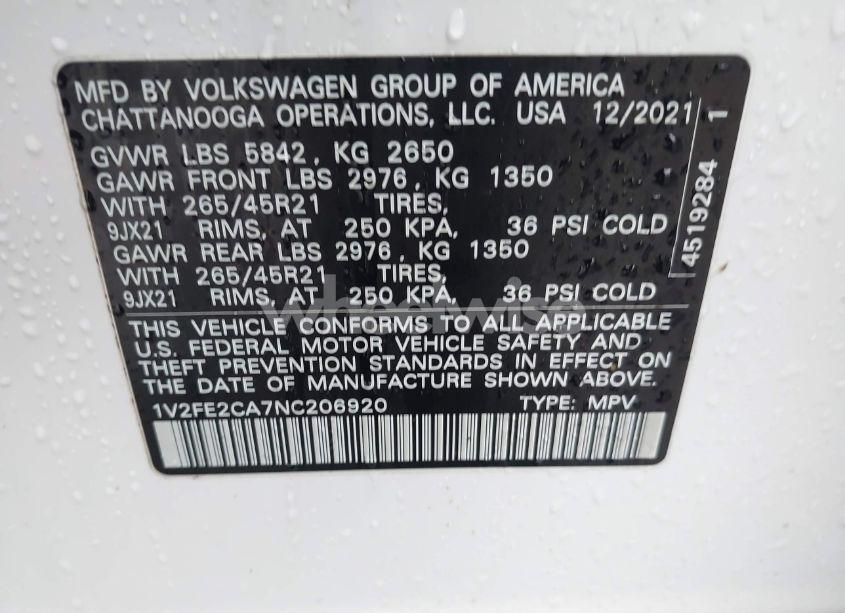 MFD BY VOLKSWAGEN GROUP OF AMERICA
CHATTANOOGA OPERATIONS, LLC. USA 12/2021
GVWR LBS 5842, KG 2650
GAWR FRONT LBS 2976, KG 1350
WITH 265/45R21 TIRES,
9JX21 RIMS, AT 250 KPA, 36 PSI COLD
GAWR REAR LBS 2976, KG 1350
WITH 265/45R21 TIRES,
9JX21 RIMS, AT 250 KPA, 36 PSI COLD
4519284 1
wheelwise
THIS VEHICLE CONFORMS TO ALL APPLICABLE
U.S. FEDERAL MOTOR VEHICLE SAFETY AND
THEFT PREVENTION STANDARDS IN EFFECT ON
THE DATE OF MANUFACTURE SHOWN ABOVE.
1V2FE2CA7NC206920 TYPE: MPV